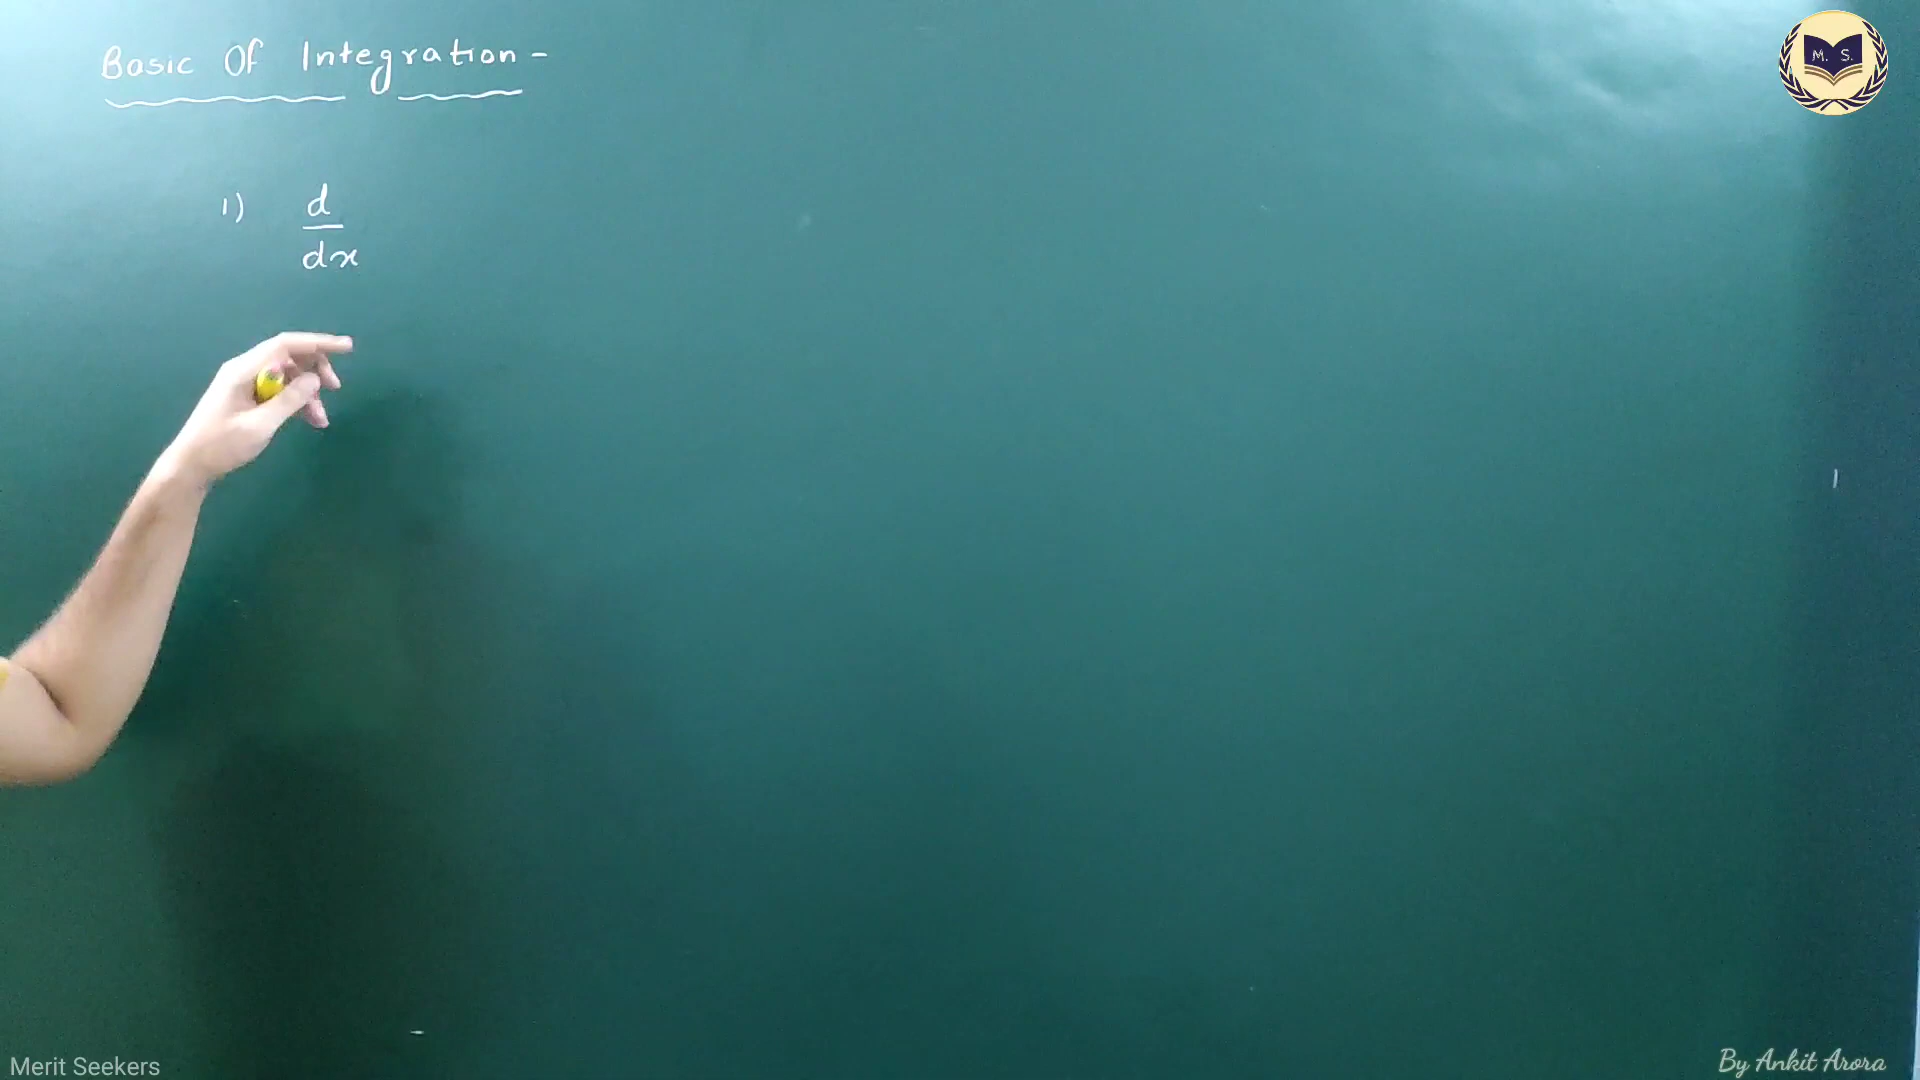 Basic Of Integration -
M. S.
1) d
dx
Merit Seekers
By Ankit Arora